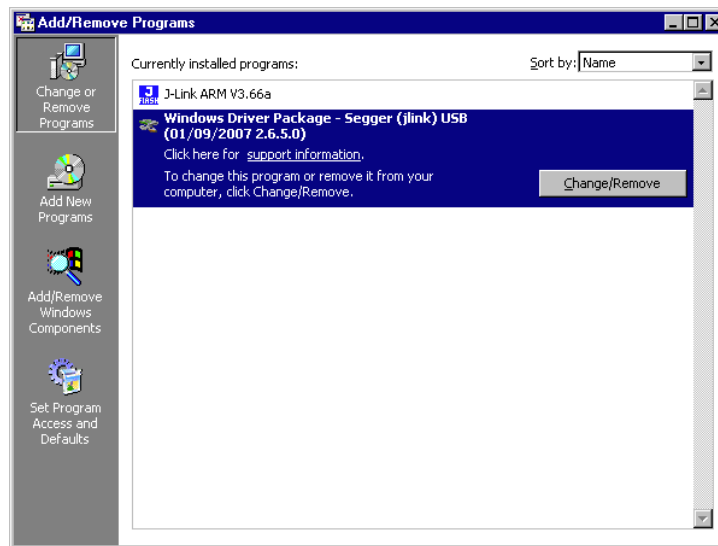 Add/Remove Programs
Change or
Remove
Programs
Add New
Programs
Add/Remove
Windows
Components
Set Program
Access and
Defaults
Currently installed programs:
Sort by: Name
J FLASH J-Link ARM V3.66a
Windows Driver Package - Segger (jlink) USB
(01/09/2007 2.6.5.0)
Click here for support information.
To change this program or remove it from your
computer, click Change/Remove.
Change/Remove